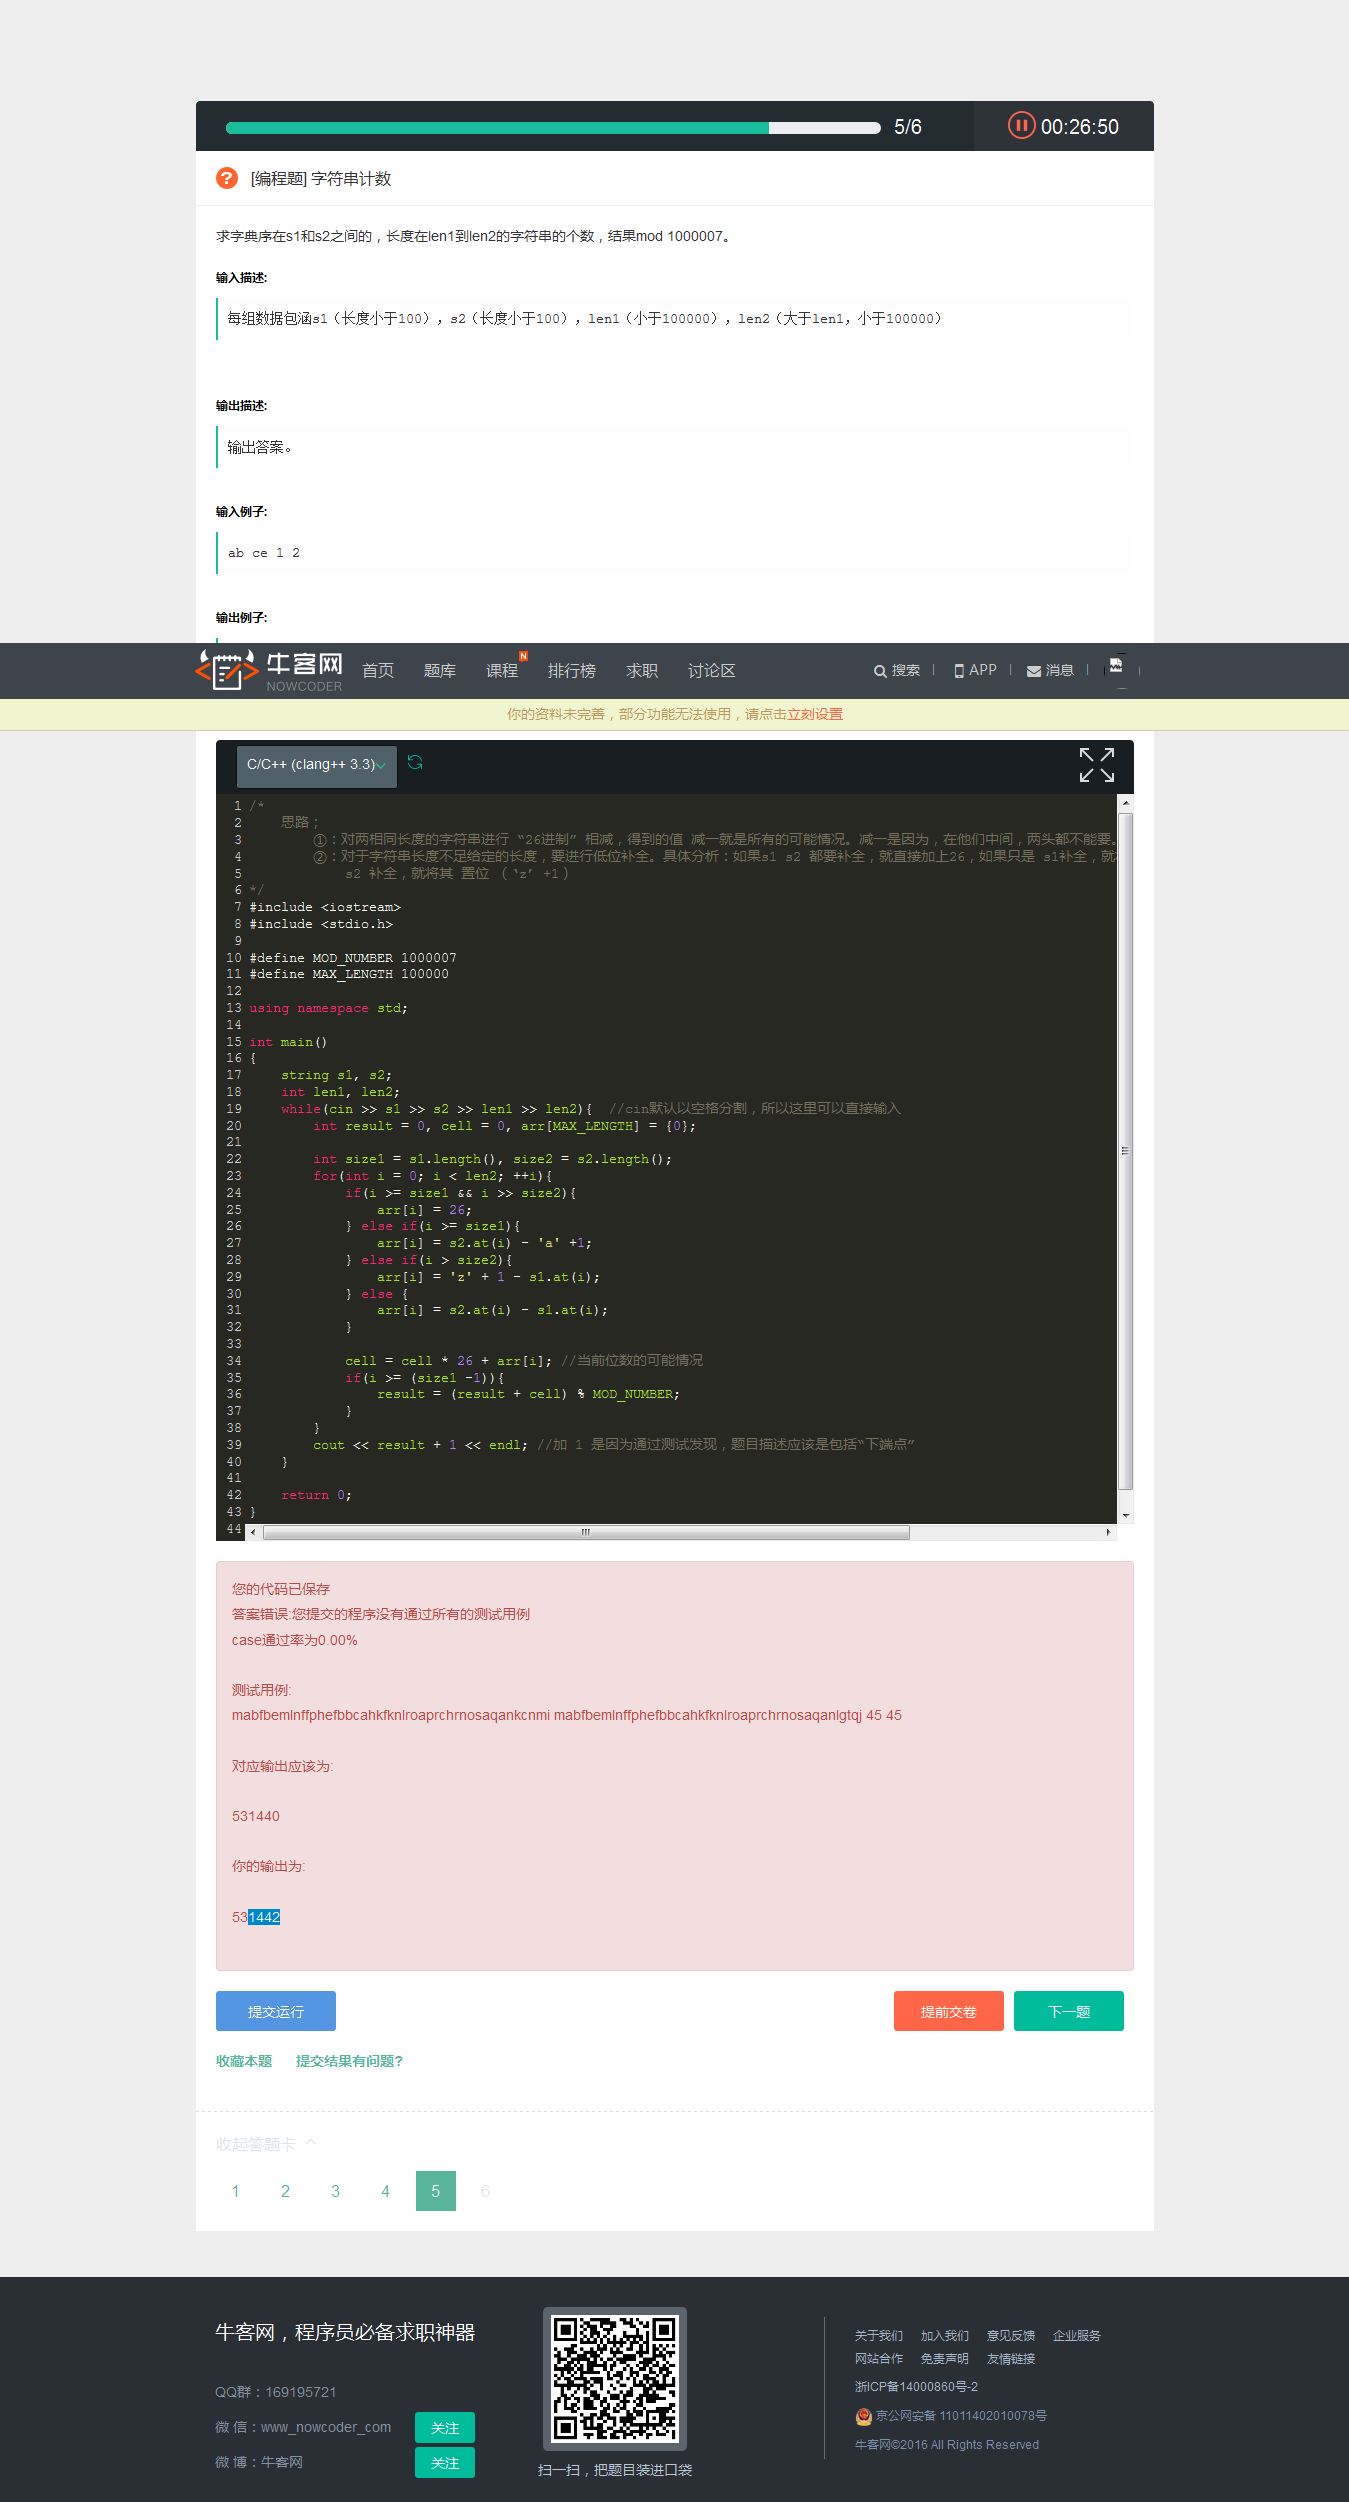 5/6
00:26:50
[编程题] 字符串计数
求字典序在s1和s2之间的，长度在len1到len2的字符串的个数，结果mod 1000007。
输入描述:
每组数据包涵s1（长度小于100），s2（长度小于100），len1（小于100000），len2（大于len1，小于100000）
输出描述:
输出答案。
输入例子:
ab ce 1 2
输出例子:
牛客网 NOWCODER 首页 题库 课程 N 排行榜 求职 讨论区 搜索 APP 消息
你的资料未完善，部分功能无法使用，请点击立刻设置
C/C++ (clang++ 3.3)
1 /*
2 思路；
3 ①：对两相同长度的字符串进行 “26进制” 相减，得到的值 减一就是所有的可能情况。减一是因为，在他们中间，两头都不能要。
4 ②：对于字符串长度不足给定的长度，要进行低位补全。具体分析：如果s1 s2 都要补全，就直接加上26，如果只是 s1补全，就
5 s2 补全，就将其 置位 （‘z’ +1）
6 */
7 #include <iostream>
8 #include <stdio.h>
9
10 #define MOD_NUMBER 1000007
11 #define MAX_LENGTH 100000
12
13 using namespace std;
14
15 int main()
16 {
17 string s1, s2;
18 int len1, len2;
19 while(cin >> s1 >> s2 >> len1 >> len2){ //cin默认以空格分割，所以这里可以直接输入
20 int result = 0, cell = 0, arr[MAX_LENGTH] = {0};
21
22 int size1 = s1.length(), size2 = s2.length();
23 for(int i = 0; i < len2; ++i){
24 if(i >= size1 && i >> size2){
25 arr[i] = 26;
26 } else if(i >= size1){
27 arr[i] = s2.at(i) - 'a' +1;
28 } else if(i > size2){
29 arr[i] = 'z' + 1 - s1.at(i);
30 } else {
31 arr[i] = s2.at(i) - s1.at(i);
32 }
33
34 cell = cell * 26 + arr[i]; //当前位数的可能情况
35 if(i >= (size1 -1)){
36 result = (result + cell) % MOD_NUMBER;
37 }
38 }
39 cout << result + 1 << endl; //加 1 是因为通过测试发现，题目描述应该是包括“下端点”
40 }
41
42 return 0;
43 }
44
您的代码已保存
答案错误:您提交的程序没有通过所有的测试用例
case通过率为0.00%
测试用例:
mabfbemlnffphefbbcahkfknlroaprchrnosaqankcnmi mabfbemlnffphefbbcahkfknlroaprchrnosaqanlgtqj 45 45
对应输出应该为:
531440
你的输出为:
531442
提交运行 提前交卷 下一题
收藏本题 提交结果有问题?
收起答题卡
1 2 3 4 5 6
牛客网，程序员必备求职神器
QQ群：169195721
微 信：www_nowcoder_com 关注
微 博：牛客网 关注
扫一扫，把题目装进口袋
关于我们 加入我们 意见反馈 企业服务
网站合作 免责声明 友情链接
浙ICP备14000860号-2
京公网安备 11011402010078号
牛客网©2016 All Rights Reserved